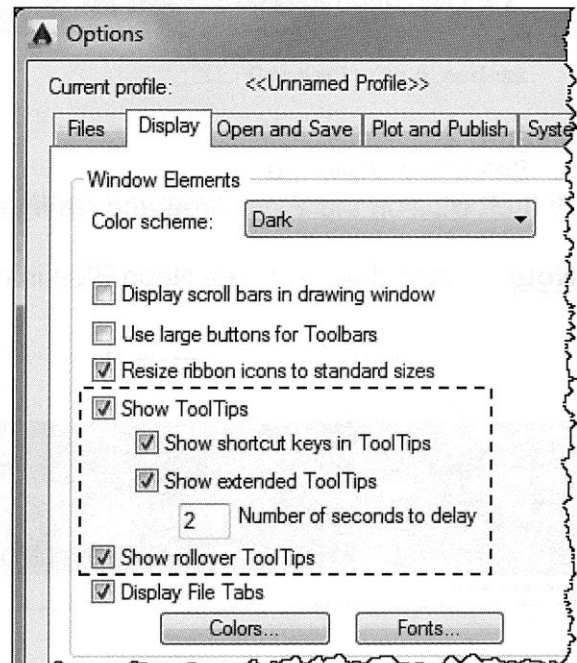 Options
Current profile: <<Unnamed Profile>>
Files Display Open and Save Plot and Publish Syste
Window Elements
Color scheme: Dark
Display scroll bars in drawing window
Use large buttons for Toolbars
Resize ribbon icons to standard sizes
Show ToolTips
Show shortcut keys in ToolTips
Show extended ToolTips
2 Number of seconds to delay
Show rollover ToolTips
Display File Tabs
Colors... Fonts...